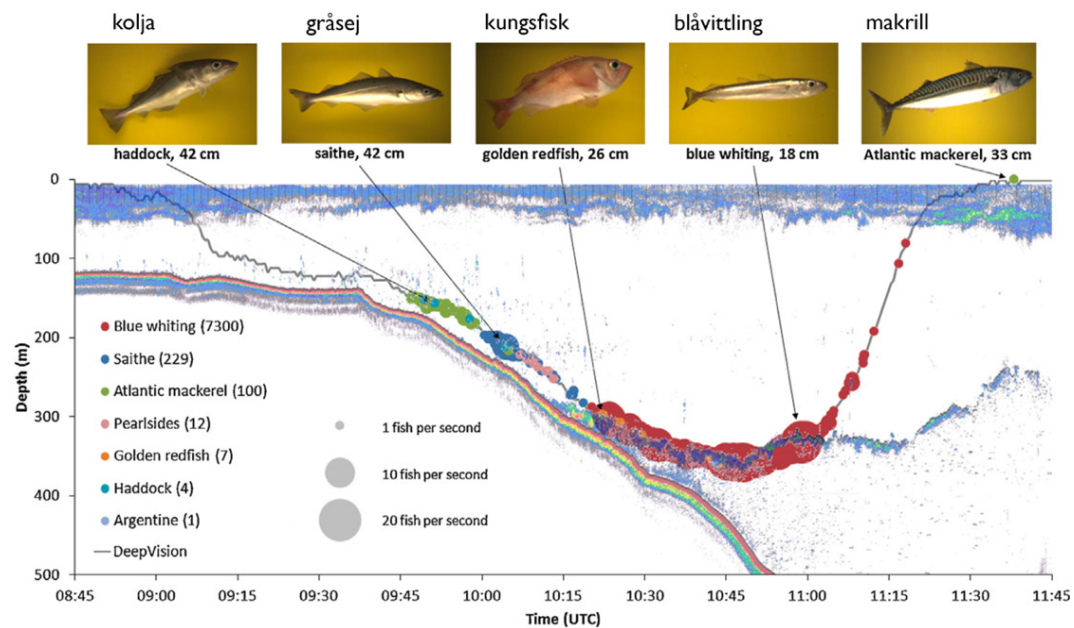 kolja
gråsej
kungsfisk
blåvittling
makrill
haddock, 42 cm
saithe, 42 cm
golden redfish, 26 cm
blue whiting, 18 cm
Atlantic mackerel, 33 cm
0
100
200
300
400
500
Depth (m)
Blue whiting (7300)
Saithe (229)
Atlantic mackerel (100)
Pearlsides (12)
Golden redfish (7)
Haddock (4)
Argentine (1)
DeepVision
1 fish per second
10 fish per second
20 fish per second
08:45 09:00 09:15 09:30 09:45 10:00 10:15 10:30 10:45 11:00 11:15 11:30 11:45
Time (UTC)